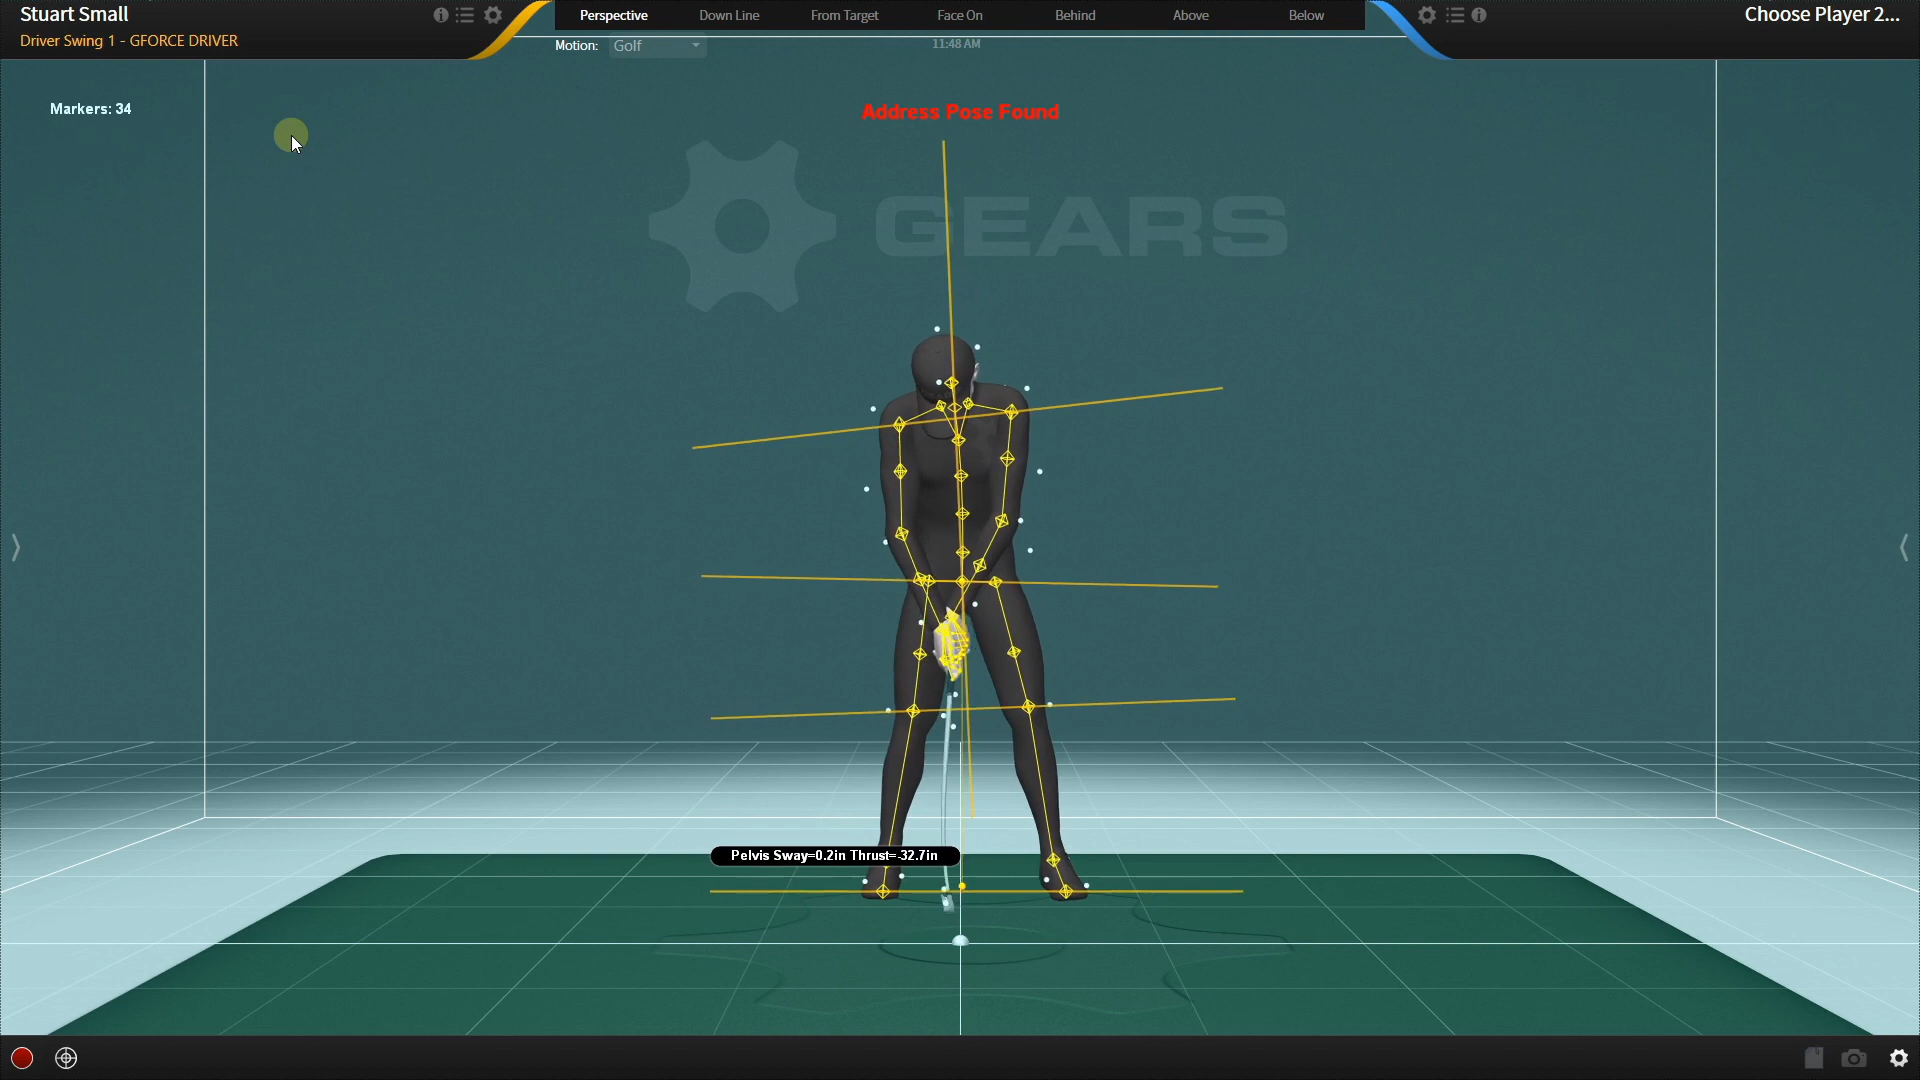 Stuart Small
Driver Swing 1 - GFORCE DRIVER
Perspective
Down Line
From Target
Face On
Behind
Above
Below
Choose Player 2...
Motion:
Golf
11:48 AM
Markers: 34
Address Pose Found
GEARS
Pelvis Sway=0.2in Thrust=-32.7in